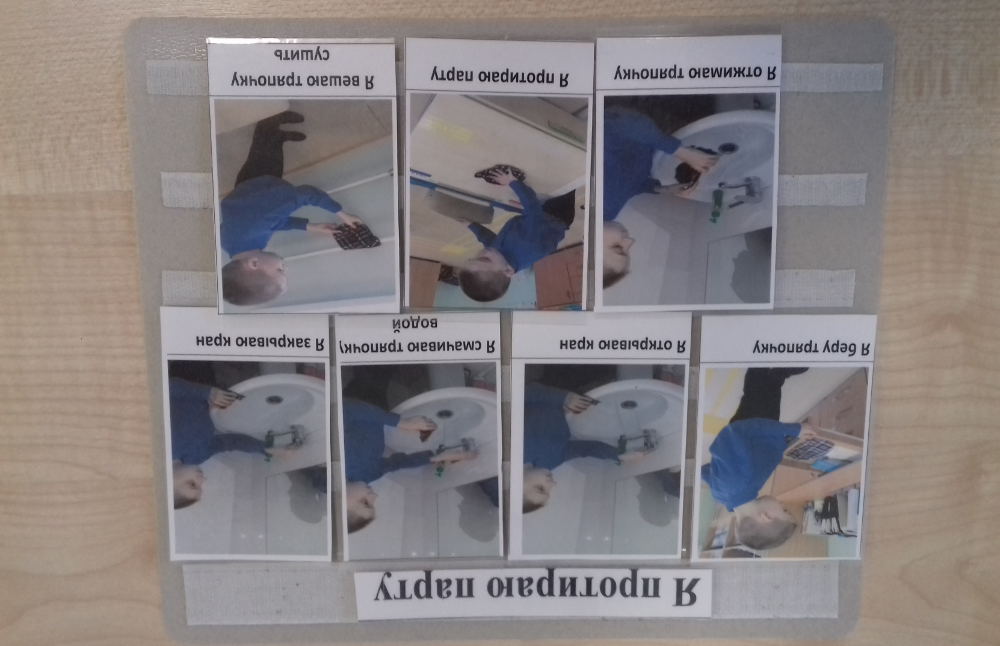 Я протираю парту
Я беру тряпочку
Я открываю кран
Я смачиваю тряпочку
водой
Я закрываю кран
Я отжимаю тряпочку
Я протираю парту
Я вешаю тряпочку
сушить